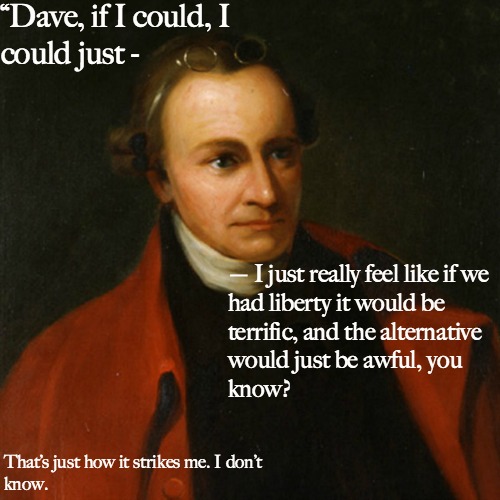 “Dave, if I could, I
could just -
— I just really feel like if we
had liberty it would be
terrific, and the alternative
would just be awful, you
know?
That's just how it strikes me. I don't
know.